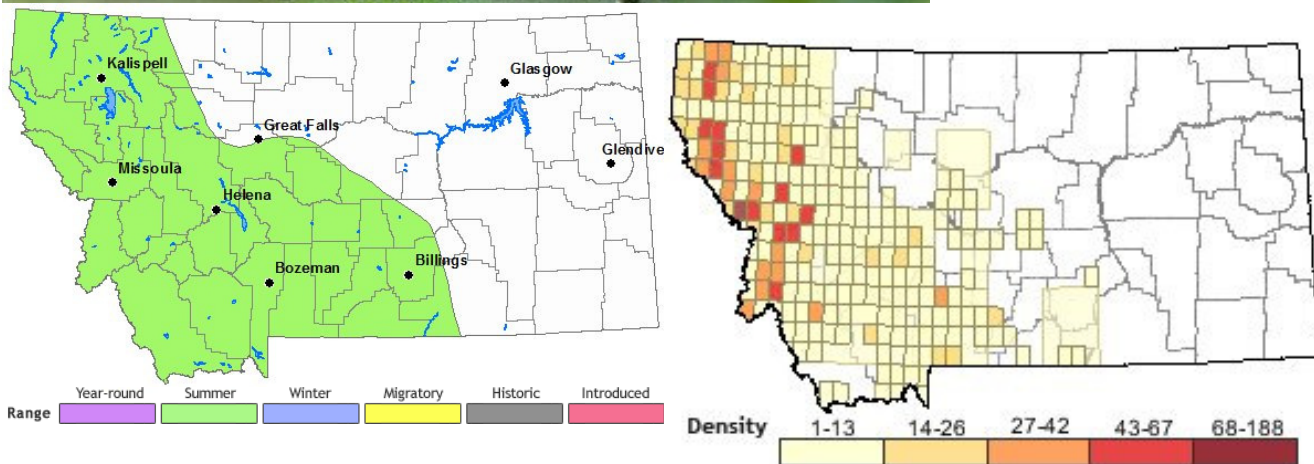 Kalispell
Glasgow
Great Falls
Glendive
Missoula
Helena
Bozeman
Billings
Range Year-round Summer Winter Migratory Historic Introduced
Density 1-13 14-26 27-42 43-67 68-188